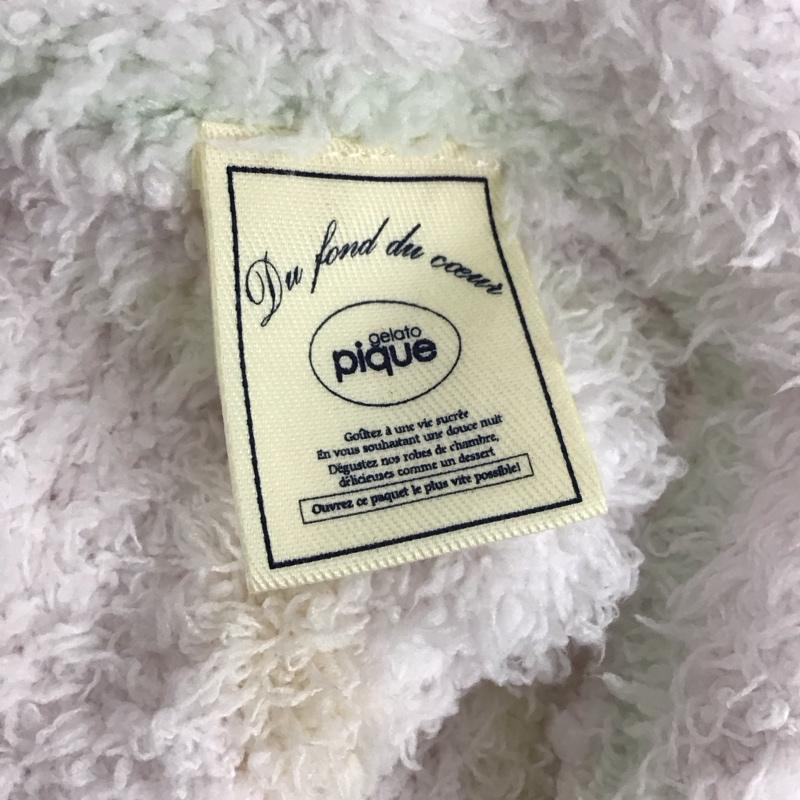 Du fond du cœur
gelato
pique
Goûtez à une vie sucrée
En vous souhaitant une douce nuit
Dégustez nos robes de chambre,
délicieuses comme un dessert
Ouvrez ce paquet le plus vite possible!